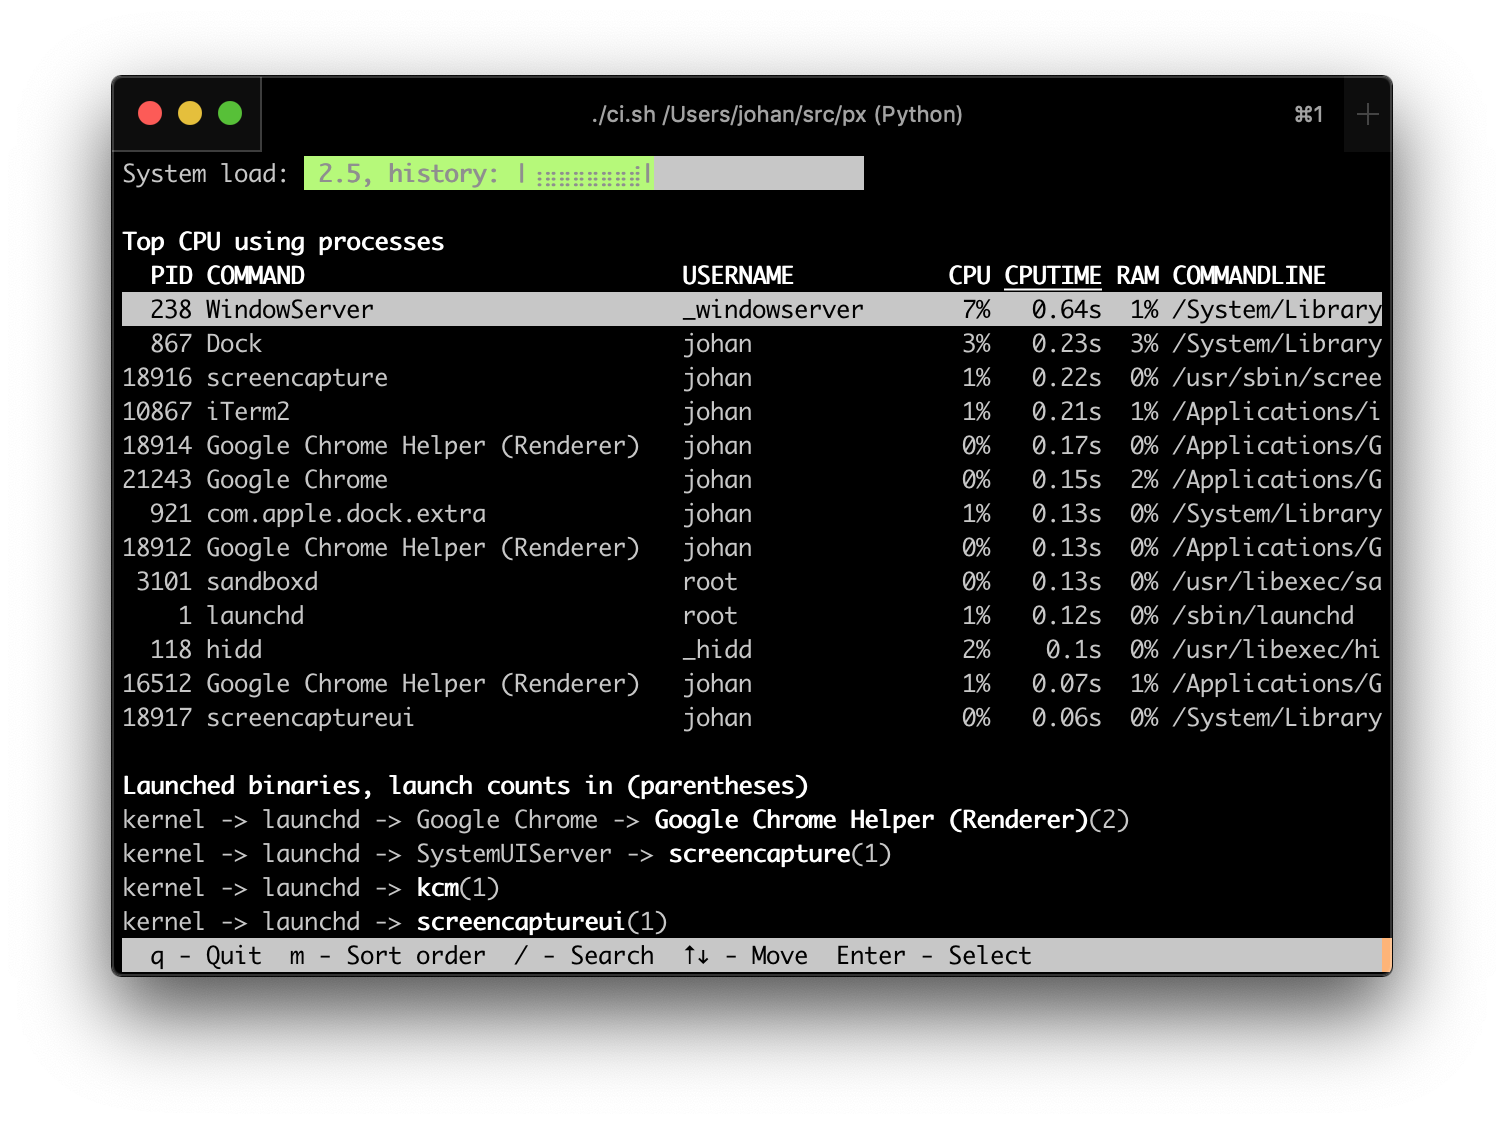 ./ci.sh /Users/johan/src/px (Python) ⌘1 +
System load: 2.5, history:
Top CPU using processes
PID COMMAND USERNAME CPU CPUTIME RAM COMMANDLINE
238 WindowServer _windowserver 7% 0.64s 1% /System/Library
867 Dock johan 3% 0.23s 3% /System/Library
18916 screencapture johan 1% 0.22s 0% /usr/sbin/scree
10867 iTerm2 johan 1% 0.21s 1% /Applications/i
18914 Google Chrome Helper (Renderer) johan 0% 0.17s 0% /Applications/G
21243 Google Chrome johan 0% 0.15s 2% /Applications/G
921 com.apple.dock.extra johan 1% 0.13s 0% /System/Library
18912 Google Chrome Helper (Renderer) johan 0% 0.13s 0% /Applications/G
3101 sandboxd root 0% 0.13s 0% /usr/libexec/sa
1 launchd root 1% 0.12s 0% /sbin/launchd
118 hidd _hidd 2% 0.1s 0% /usr/libexec/hi
16512 Google Chrome Helper (Renderer) johan 1% 0.07s 1% /Applications/G
18917 screencaptureui johan 0% 0.06s 0% /System/Library
Launched binaries, launch counts in (parentheses)
kernel -> launchd -> Google Chrome -> Google Chrome Helper (Renderer)(2)
kernel -> launchd -> SystemUIServer -> screencapture(1)
kernel -> launchd -> kcm(1)
kernel -> launchd -> screencaptureui(1)
q - Quit m - Sort order / - Search ↑↓ - Move Enter - Select